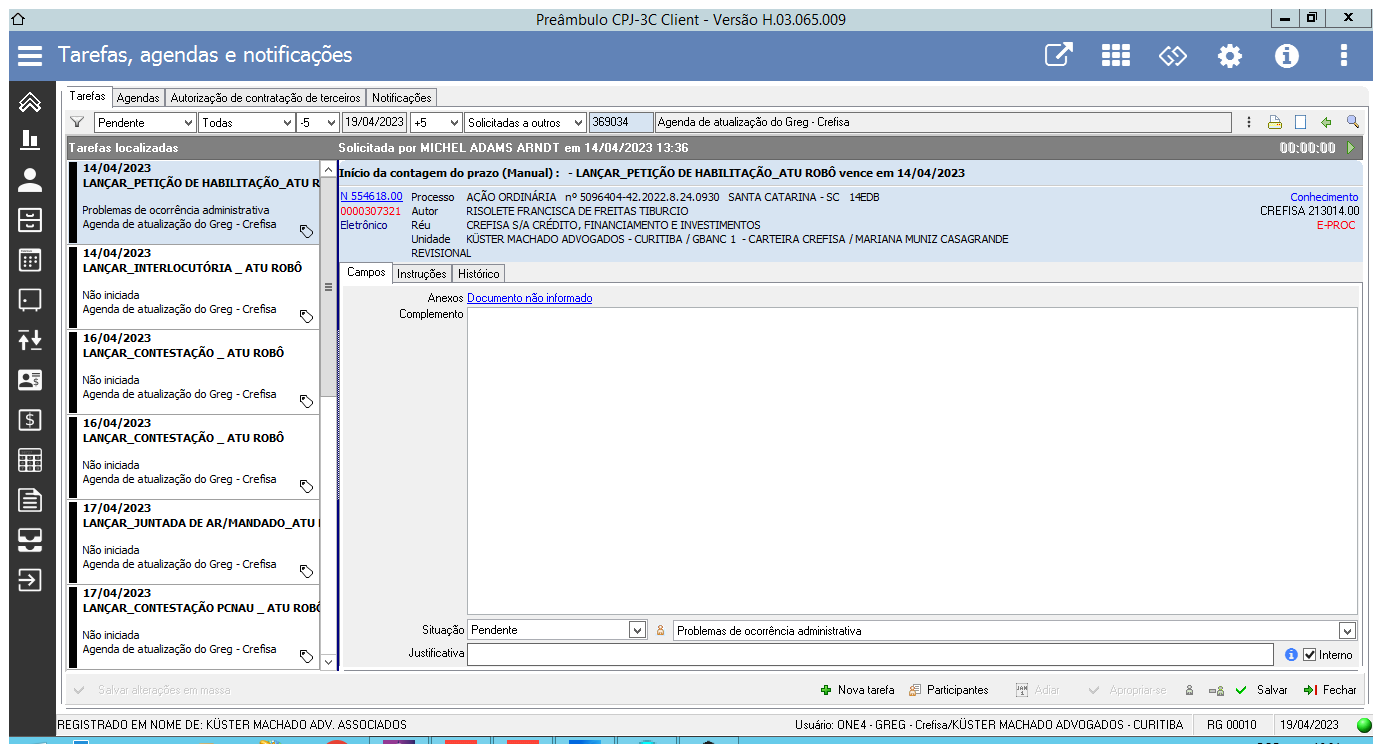 Preâmbulo CPJ-3C Client - Versão H.03.065.009
Tarefas, agendas e notificações
Tarefas Agendas Autorização de contratação de terceiros Notificações
Pendente Todas -5 19/04/2023 +5 Solicitadas a outros 369034 Agenda de atualização do Greg - Crefisa
Tarefas localizadas
14/04/2023
LANÇAR_PETIÇÃO DE HABILITAÇÃO_ATU R
Problemas de ocorrência administrativa
Agenda de atualização do Greg - Crefisa
14/04/2023
LANÇAR_INTERLOCUTÓRIA _ ATU ROBÔ
Não iniciada
Agenda de atualização do Greg - Crefisa
16/04/2023
LANÇAR_CONTESTAÇÃO _ ATU ROBÔ
Não iniciada
Agenda de atualização do Greg - Crefisa
16/04/2023
LANÇAR_CONTESTAÇÃO _ ATU ROBÔ
Não iniciada
Agenda de atualização do Greg - Crefisa
17/04/2023
LANÇAR_JUNTADA DE AR/MANDADO_ATU
Não iniciada
Agenda de atualização do Greg - Crefisa
17/04/2023
LANÇAR_CONTESTAÇÃO PCNAU _ ATU ROBÔ
Não iniciada
Agenda de atualização do Greg - Crefisa
Solicitada por MICHEL ADAMS ARNDT em 14/04/2023 13:36 00:00:00
Início da contagem do prazo (Manual) : - LANÇAR_PETIÇÃO DE HABILITAÇÃO_ATU ROBÔ vence em 14/04/2023
N 554618.00 Processo AÇÃO ORDINÁRIA nº 5096404-42.2022.8.24.0930 SANTA CATARINA - SC 14EDB Conhecimento
0000307321 Autor RISOLETE FRANCISCA DE FREITAS TIBURCIO CREFISA 213014.00
Eletrônico Réu CREFISA S/A CRÉDITO, FINANCIAMENTO E INVESTIMENTOS E-PROC
Unidade KÜSTER MACHADO ADVOGADOS - CURITIBA / GBANC 1 - CARTEIRA CREFISA / MARIANA MUNIZ CASAGRANDE
REVISIONAL
Campos Instruções Histórico
Anexos Documento não informado
Complemento
Situação Pendente Problemas de ocorrência administrativa
Justificativa Interno
Salvar alterações em massa Nova tarefa Participantes Adiar Apropriar-se Salvar Fechar
REGISTRADO EM NOME DE: KÜSTER MACHADO ADV. ASSOCIADOS Usuário: ONE4 - GREG - Crefisa/KÜSTER MACHADO ADVOGADOS - CURITIBA RG 00010 19/04/2023